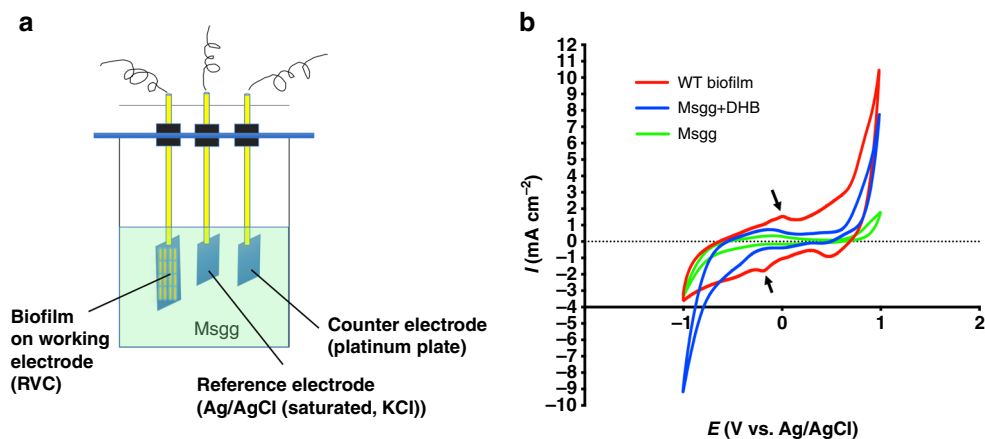 a
Msgg
Biofilm
on working
electrode
(RVC)
Counter electrode
(platinum plate)
Reference electrode
(Ag/AgCl (saturated, KCl))
b
12
11
10
9
8
7
6
5
4
3
2
1
0
–1
–2
–3
–4
–4
–5
–6
–7
–8
–9
–10
I (mA cm⁻²)
WT biofilm
Msgg+DHB
Msgg
–1
0
1
2
E (V vs. Ag/AgCl)